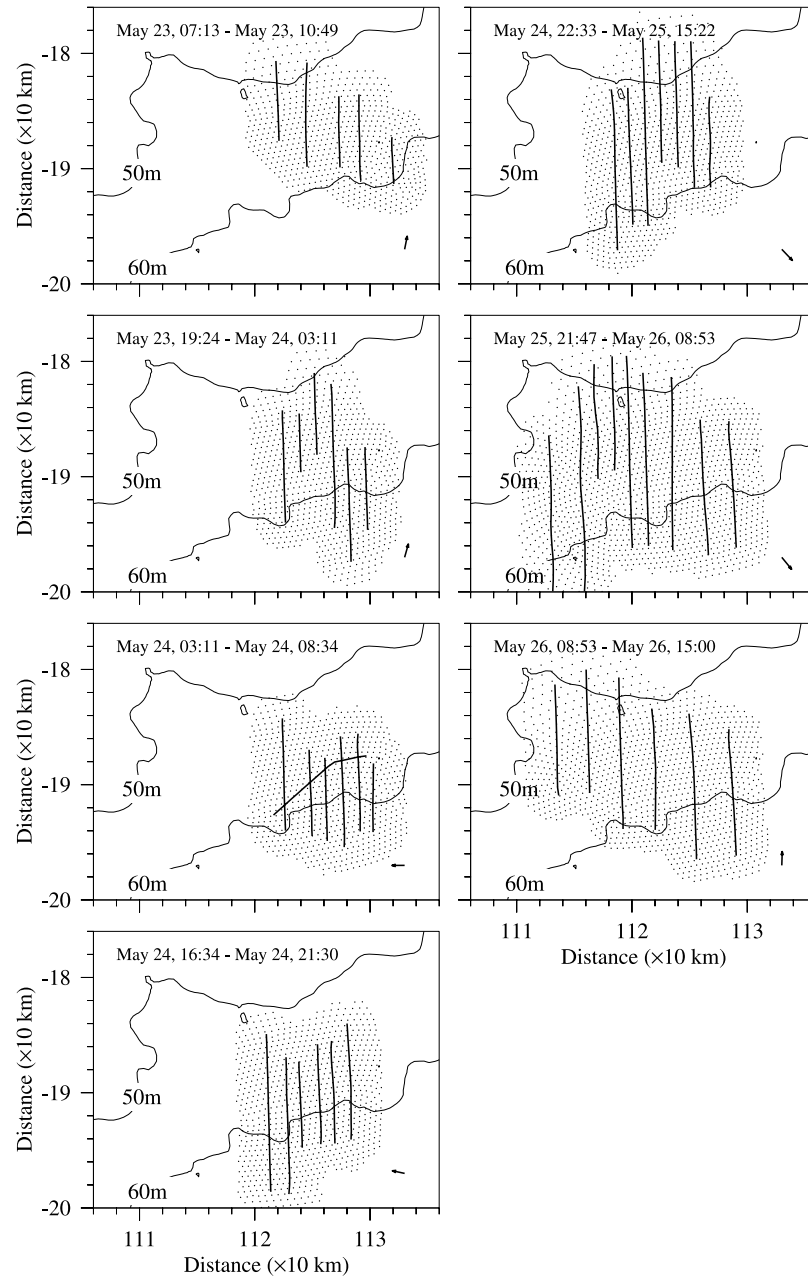 May 23, 07:13 - May 23, 10:49
-18
-19
-20
50m
60m
Distance (×10 km)
May 23, 19:24 - May 24, 03:11
-18
-19
-20
50m
60m
Distance (×10 km)
May 24, 03:11 - May 24, 08:34
-18
-19
-20
50m
60m
Distance (×10 km)
May 24, 16:34 - May 24, 21:30
-18
-19
-20
50m
60m
Distance (×10 km)
111 112 113
Distance (×10 km)
May 24, 22:33 - May 25, 15:22
50m
60m
May 25, 21:47 - May 26, 08:53
50m
60m
May 26, 08:53 - May 26, 15:00
50m
60m
111 112 113
Distance (×10 km)